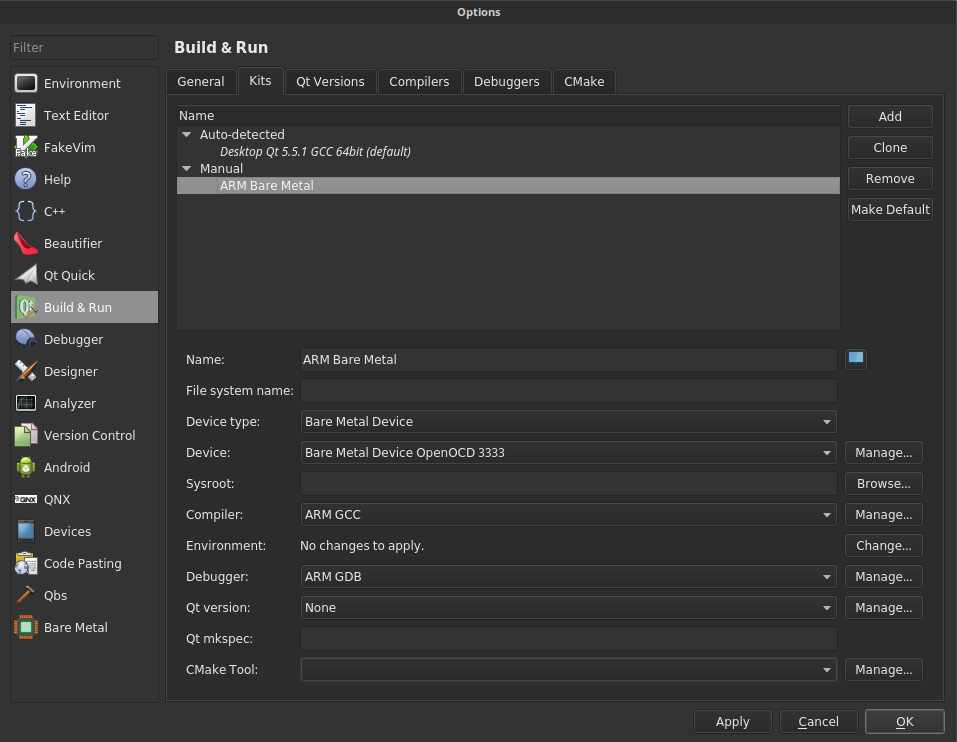 Options
Filter
Environment
Text Editor
FakeVim
Help
C++
Beautifier
Qt Quick
Build & Run
Debugger
Designer
Analyzer
Version Control
Android
QNX
Devices
Code Pasting
Qbs
Bare Metal
Build & Run
General Kits Qt Versions Compilers Debuggers CMake
Name
Auto-detected
Desktop Qt 5.5.1 GCC 64bit (default)
Manual
ARM Bare Metal
Add
Clone
Remove
Make Default
Name: ARM Bare Metal
File system name:
Device type: Bare Metal Device
Device: Bare Metal Device OpenOCD 3333 Manage...
Sysroot: Browse...
Compiler: ARM GCC Manage...
Environment: No changes to apply. Change...
Debugger: ARM GDB Manage...
Qt version: None Manage...
Qt mkspec:
CMake Tool: Manage...
Apply Cancel OK